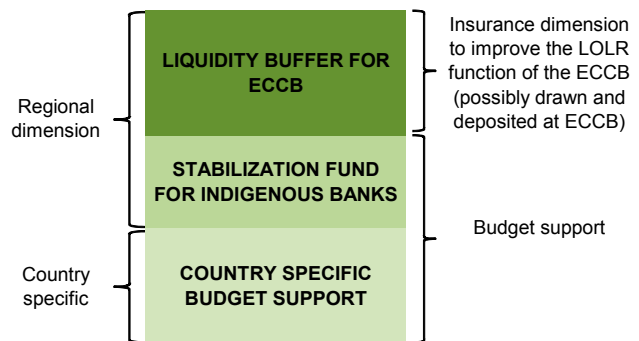 Regional
dimension
Country
specific
LIQUIDITY BUFFER FOR
ECCB
STABILIZATION FUND
FOR INDIGENOUS BANKS
COUNTRY SPECIFIC
BUDGET SUPPORT
Insurance dimension
to improve the LOLR
function of the ECCB
(possibly drawn and
deposited at ECCB)
Budget support